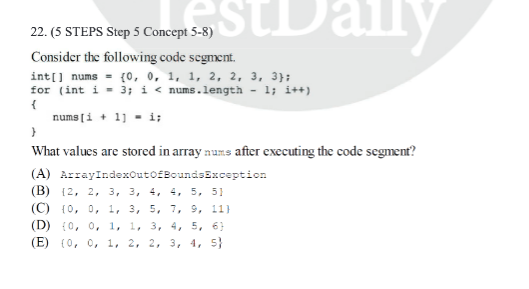 TestDaily
22. (5 STEPS Step 5 Concept 5-8)
Consider the following code segment.
int[] nums = {0, 0, 1, 1, 2, 2, 3, 3};
for (int i = 3; i < nums.length - 1; i++)
{
nums[i + 1] = i;
}
What values are stored in array nums after executing the code segment?
(A) ArrayIndexOutOfBoundsException
(B) {2, 2, 3, 3, 4, 4, 5, 5}
(C) {0, 0, 1, 3, 5, 7, 9, 11}
(D) {0, 0, 1, 1, 3, 4, 5, 6}
(E) {0, 0, 1, 2, 2, 3, 4, 5}